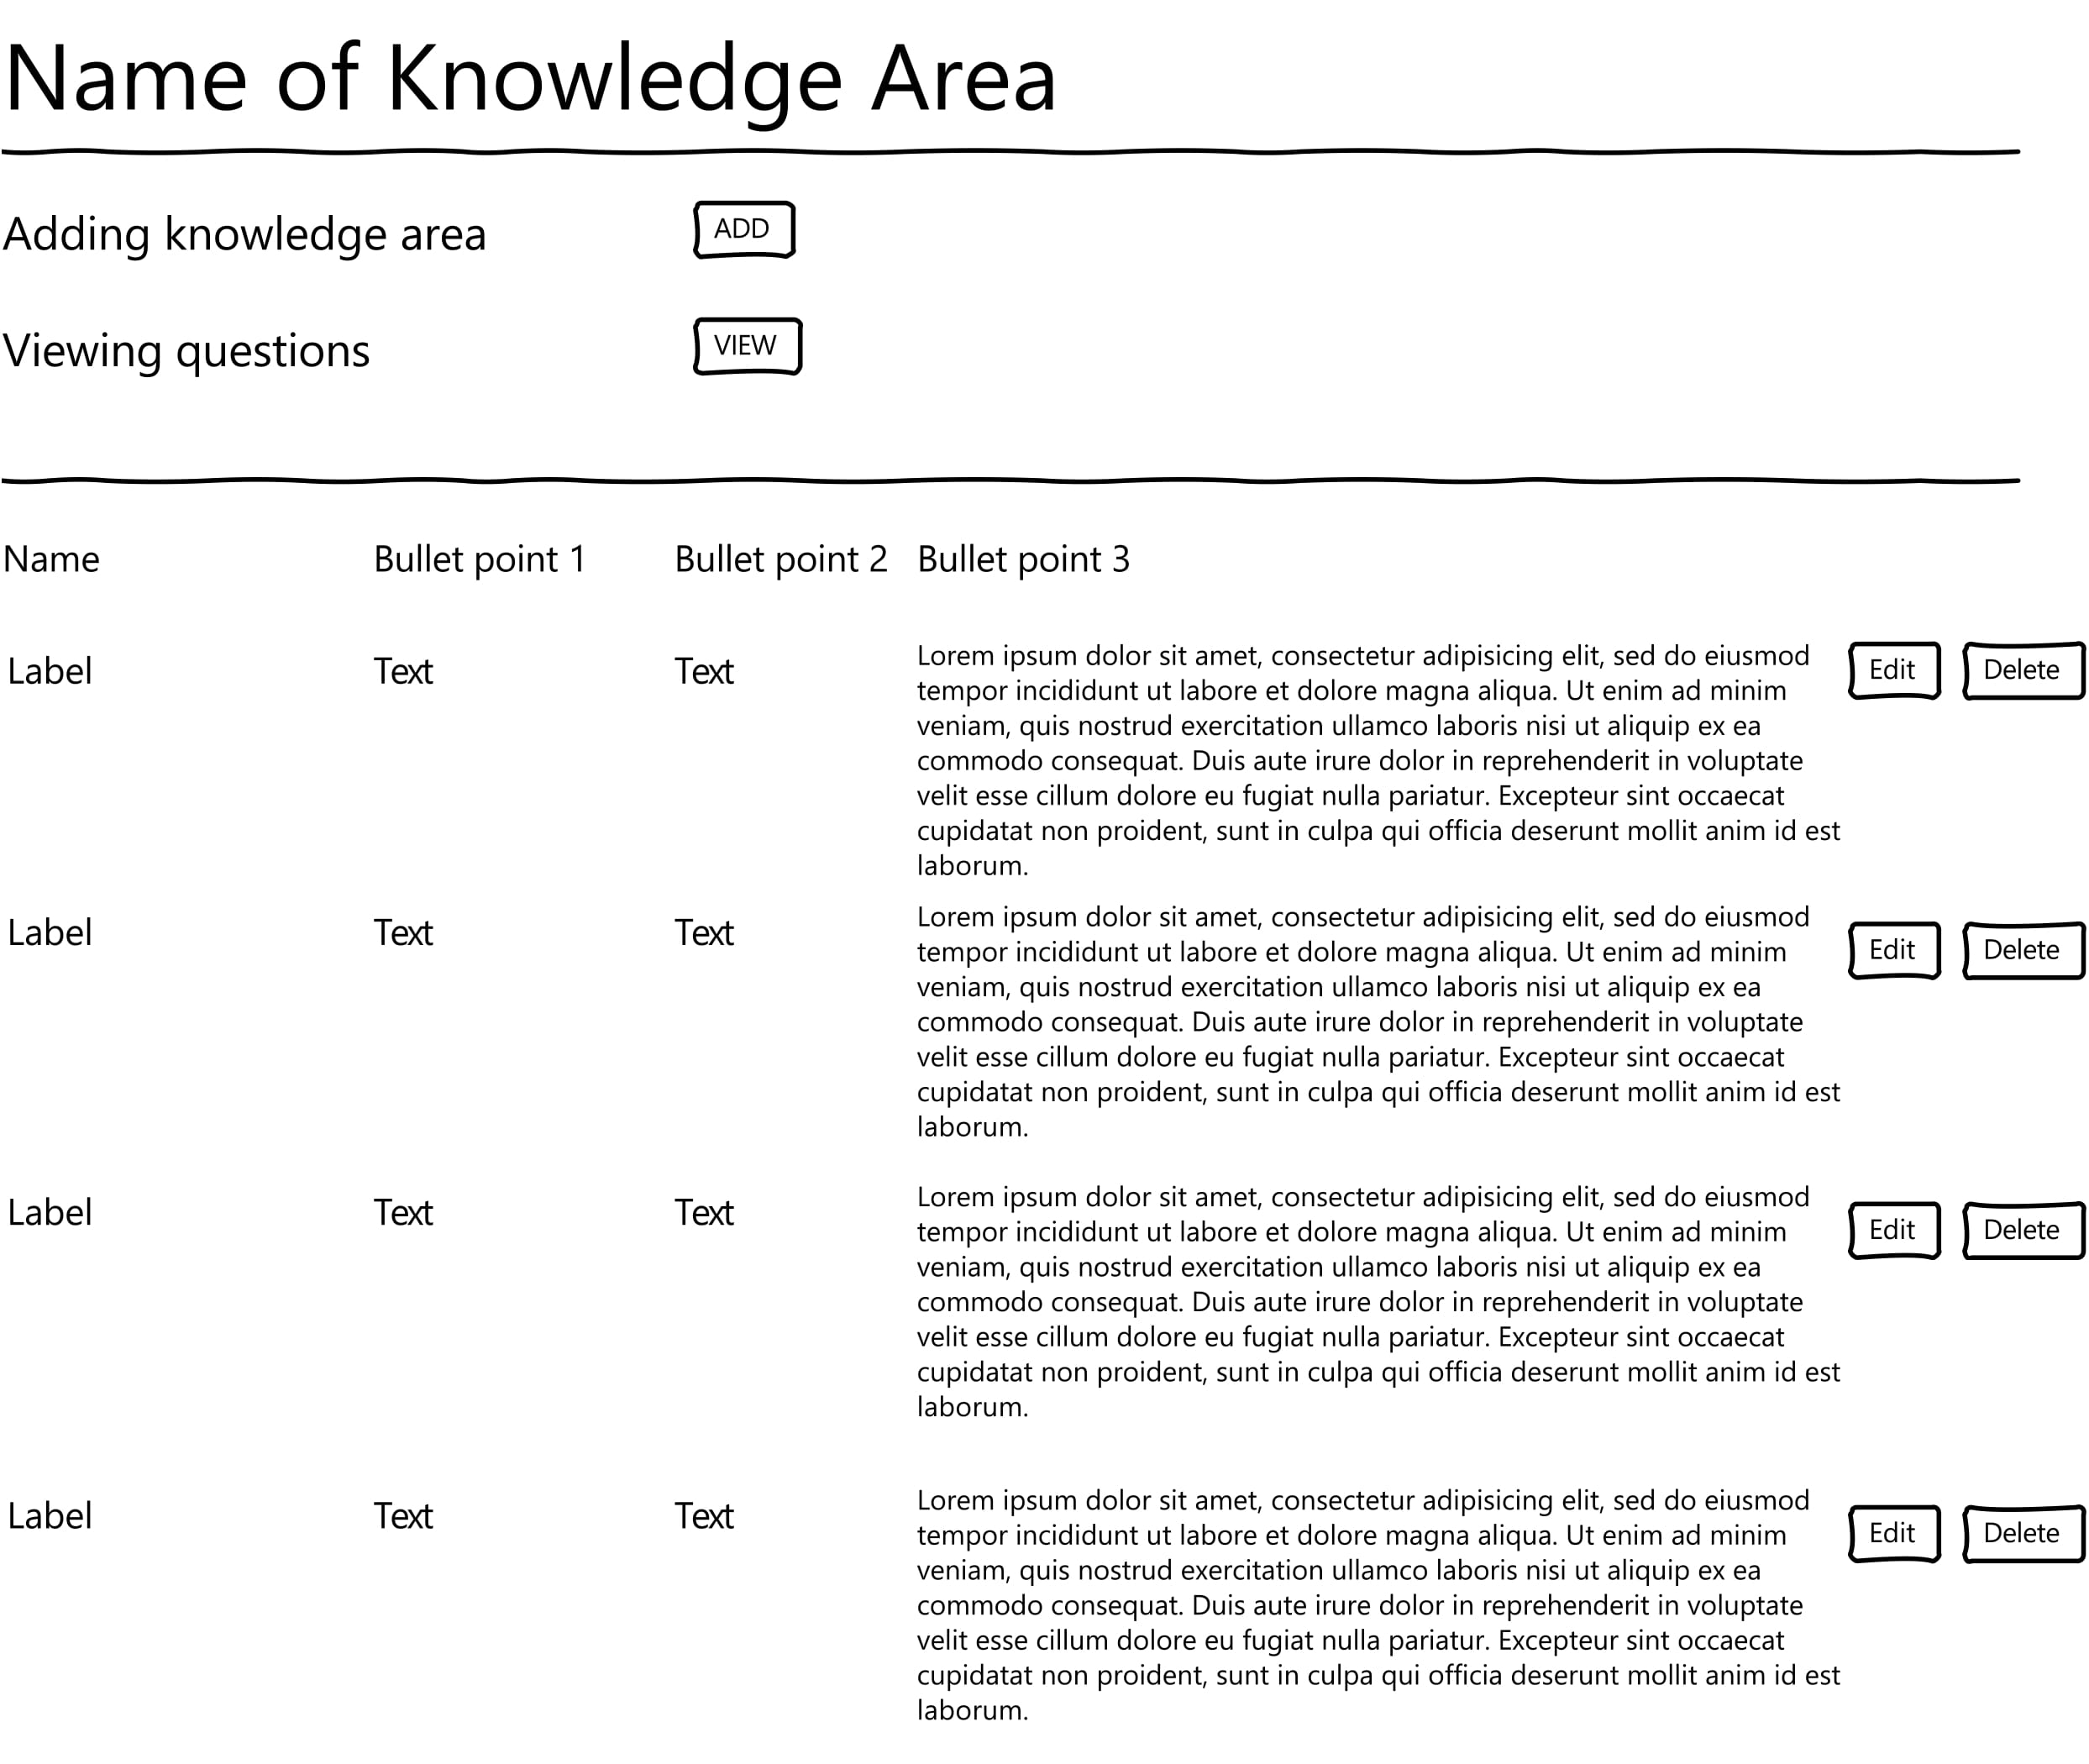 Name of Knowledge Area
Adding knowledge area
ADD
Viewing questions
VIEW
Name Bullet point 1 Bullet point 2 Bullet point 3
Label Text Text
Lorem ipsum dolor sit amet, consectetur adipisicing elit, sed do eiusmod
tempor incididunt ut labore et dolore magna aliqua. Ut enim ad minim
veniam, quis nostrud exercitation ullamco laboris nisi ut aliquip ex ea
commodo consequat. Duis aute irure dolor in reprehenderit in voluptate
velit esse cillum dolore eu fugiat nulla pariatur. Excepteur sint occaecat
cupidatat non proident, sunt in culpa qui officia deserunt mollit anim id est
laborum.
Edit Delete
Label Text Text
Lorem ipsum dolor sit amet, consectetur adipisicing elit, sed do eiusmod
tempor incididunt ut labore et dolore magna aliqua. Ut enim ad minim
veniam, quis nostrud exercitation ullamco laboris nisi ut aliquip ex ea
commodo consequat. Duis aute irure dolor in reprehenderit in voluptate
velit esse cillum dolore eu fugiat nulla pariatur. Excepteur sint occaecat
cupidatat non proident, sunt in culpa qui officia deserunt mollit anim id est
laborum.
Edit Delete
Label Text Text
Lorem ipsum dolor sit amet, consectetur adipisicing elit, sed do eiusmod
tempor incididunt ut labore et dolore magna aliqua. Ut enim ad minim
veniam, quis nostrud exercitation ullamco laboris nisi ut aliquip ex ea
commodo consequat. Duis aute irure dolor in reprehenderit in voluptate
velit esse cillum dolore eu fugiat nulla pariatur. Excepteur sint occaecat
cupidatat non proident, sunt in culpa qui officia deserunt mollit anim id est
laborum.
Edit Delete
Label Text Text
Lorem ipsum dolor sit amet, consectetur adipisicing elit, sed do eiusmod
tempor incididunt ut labore et dolore magna aliqua. Ut enim ad minim
veniam, quis nostrud exercitation ullamco laboris nisi ut aliquip ex ea
commodo consequat. Duis aute irure dolor in reprehenderit in voluptate
velit esse cillum dolore eu fugiat nulla pariatur. Excepteur sint occaecat
cupidatat non proident, sunt in culpa qui officia deserunt mollit anim id est
laborum.
Edit Delete